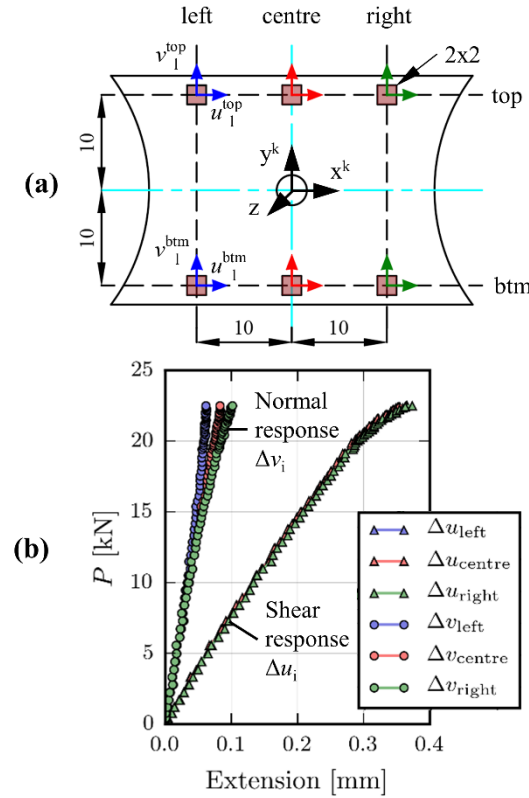 left centre right
v_l^top
2x2
u_l^top
top
10
(a)
y^k
x^k
z
10
v_l^btm
u_l^btm
btm
10 10
25
20
15
10
5
0
P [kN]
(b)
Normal
response
Δv_i
Shear
response
Δu_i
Δu_left
Δu_centre
Δu_right
Δv_left
Δv_centre
Δv_right
0.0 0.1 0.2 0.3 0.4
Extension [mm]